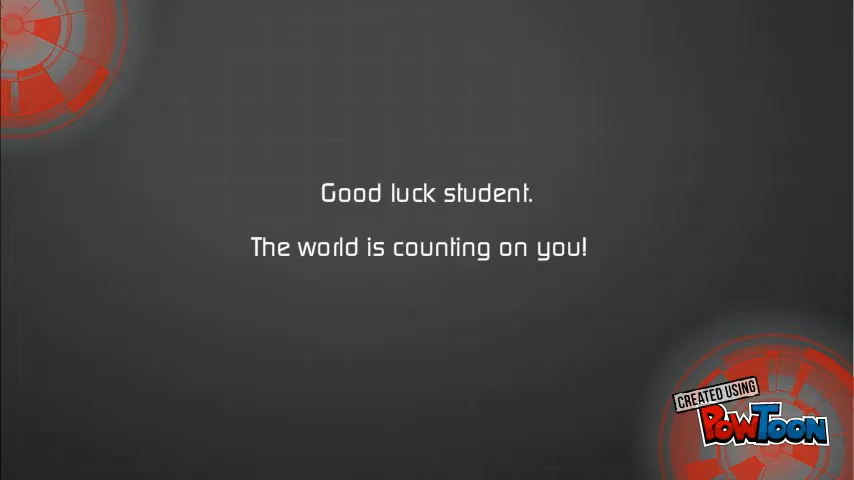 Good luck student.
The world is counting on you!
CREATED USING
POWTOON